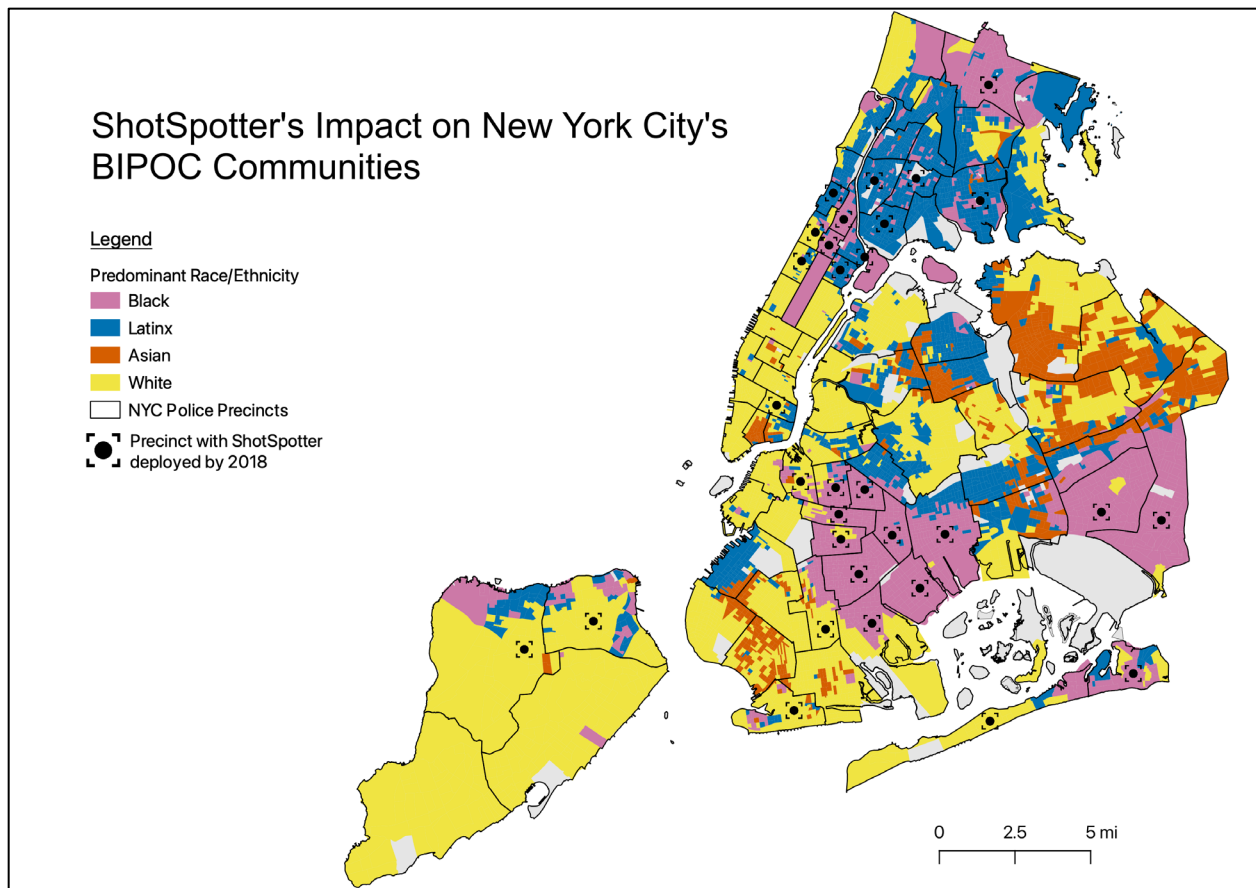 ShotSpotter's Impact on New York City's
BIPOC Communities
Legend
Predominant Race/Ethnicity
Black
Latinx
Asian
White
NYC Police Precincts
Precinct with ShotSpotter
deployed by 2018
0 2.5 5 mi